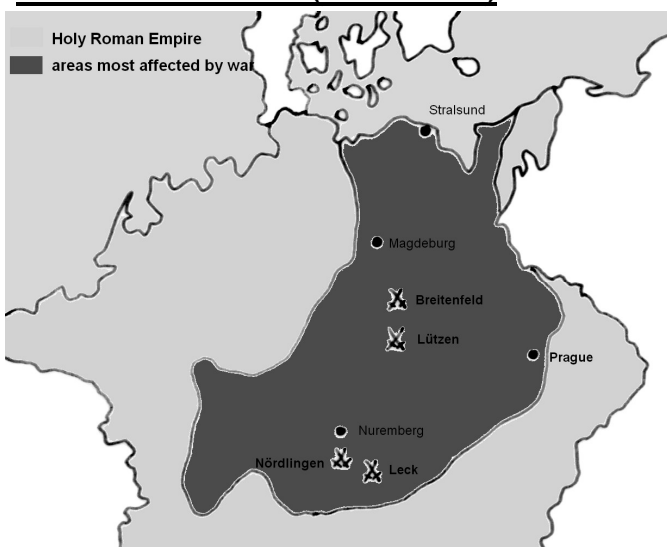 Holy Roman Empire
areas most affected by war
Stralsund
Magdeburg
Breitenfeld
Lützen
Prague
Nuremberg
Nördlingen
Leck